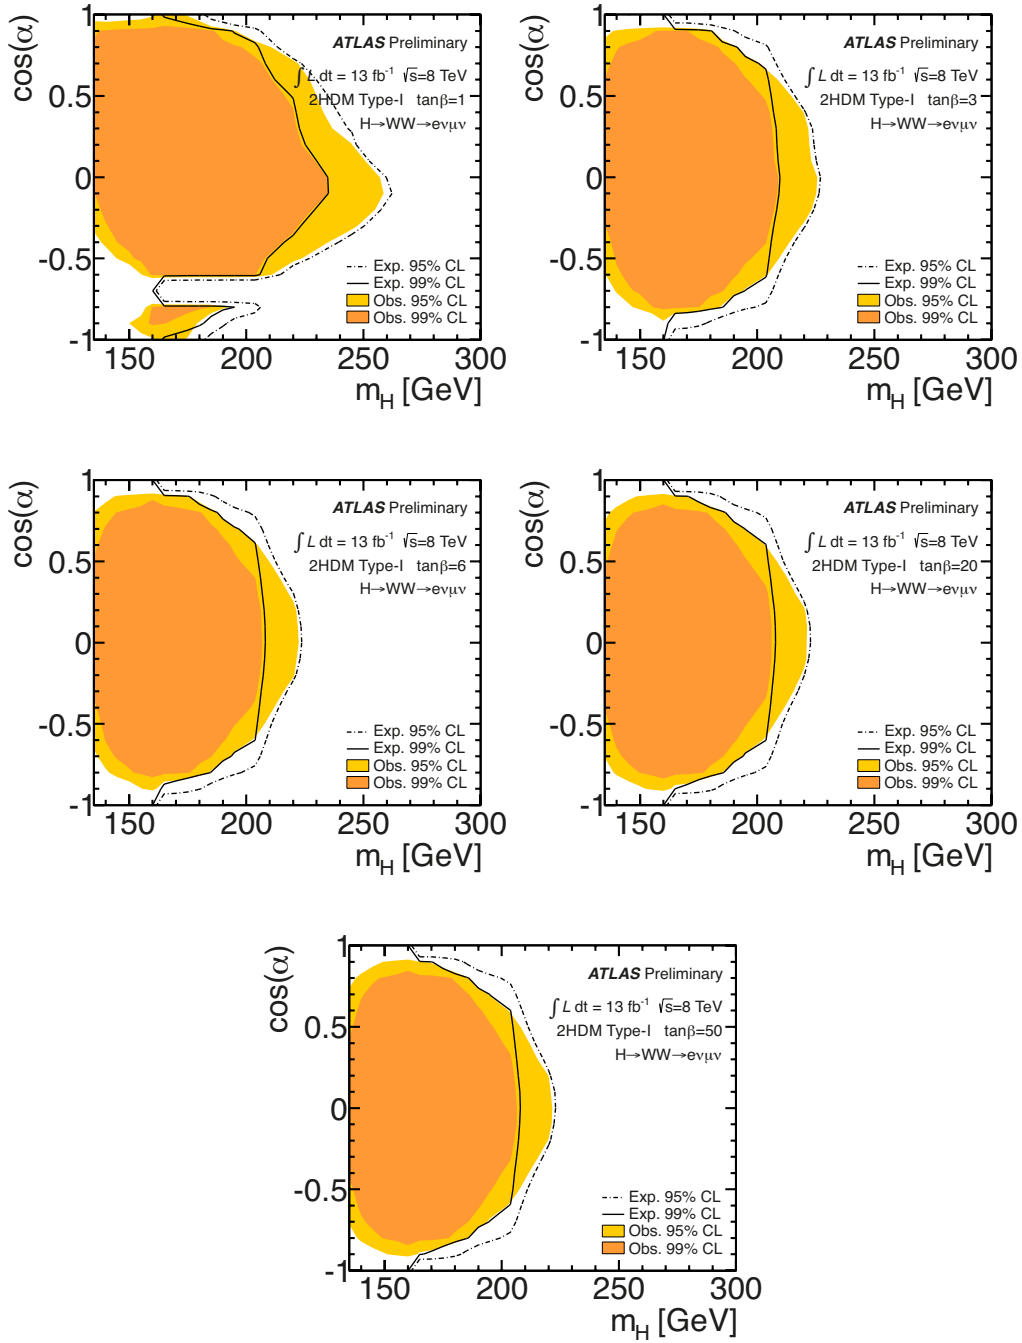 cos(α)
1
0.5
0
-0.5
-1
ATLAS Preliminary
∫ L dt = 13 fb⁻¹ √s=8 TeV
2HDM Type-I tanβ=1
H→WW→eνμν
Exp. 95% CL
Exp. 99% CL
Obs. 95% CL
Obs. 99% CL
150 200 250 300
m_H [GeV]
cos(α)
1
0.5
0
-0.5
-1
ATLAS Preliminary
∫ L dt = 13 fb⁻¹ √s=8 TeV
2HDM Type-I tanβ=3
H→WW→eνμν
Exp. 95% CL
Exp. 99% CL
Obs. 95% CL
Obs. 99% CL
150 200 250 300
m_H [GeV]
cos(α)
1
0.5
0
-0.5
-1
ATLAS Preliminary
∫ L dt = 13 fb⁻¹ √s=8 TeV
2HDM Type-I tanβ=6
H→WW→eνμν
Exp. 95% CL
Exp. 99% CL
Obs. 95% CL
Obs. 99% CL
150 200 250 300
m_H [GeV]
cos(α)
1
0.5
0
-0.5
-1
ATLAS Preliminary
∫ L dt = 13 fb⁻¹ √s=8 TeV
2HDM Type-I tanβ=20
H→WW→eνμν
Exp. 95% CL
Exp. 99% CL
Obs. 95% CL
Obs. 99% CL
150 200 250 300
m_H [GeV]
cos(α)
1
0.5
0
-0.5
-1
ATLAS Preliminary
∫ L dt = 13 fb⁻¹ √s=8 TeV
2HDM Type-I tanβ=50
H→WW→eνμν
Exp. 95% CL
Exp. 99% CL
Obs. 95% CL
Obs. 99% CL
150 200 250 300
m_H [GeV]